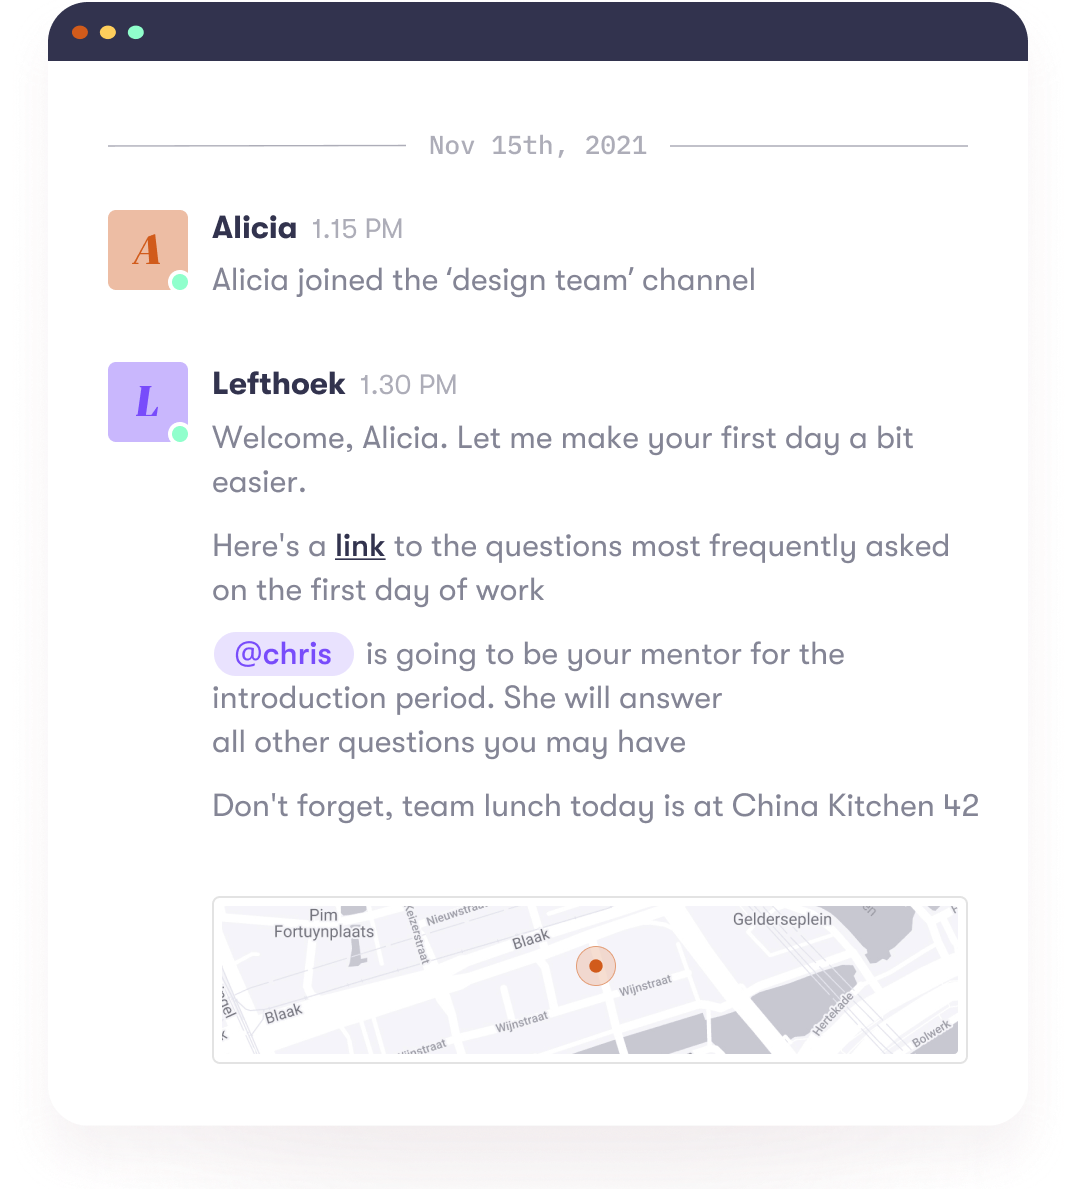 Nov 15th, 2021
A
Alicia 1.15 PM
Alicia joined the ‘design team’ channel
L
Lefthoek 1.30 PM
Welcome, Alicia. Let me make your first day a bit
easier.
Here's a link to the questions most frequently asked
on the first day of work
@chris is going to be your mentor for the
introduction period. She will answer
all other questions you may have
Don't forget, team lunch today is at China Kitchen 42
Pim
Fortuynplaats
Keizerstraat
Nieuwstraat
Blaak
Gelderseplein
Wijnstraat
Blaak
Wijnstraat
Wijnstraat
Hertekade
Bolwerk